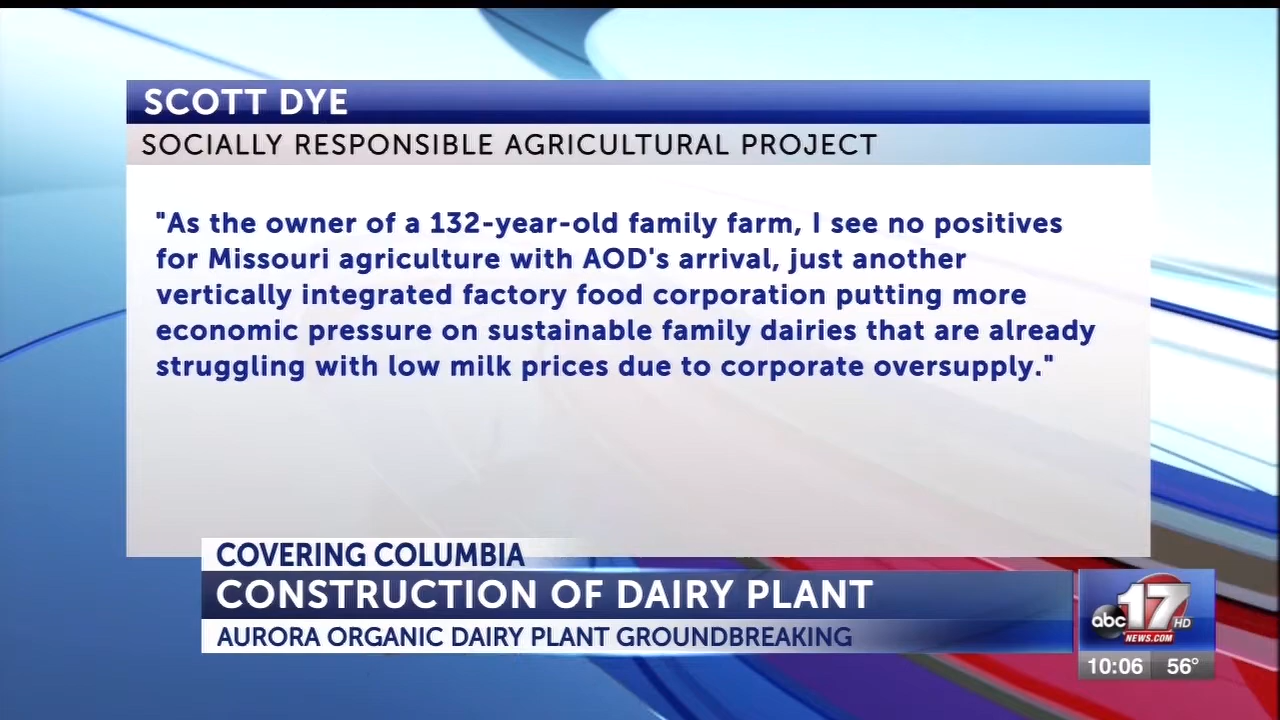 SCOTT DYE
SOCIALLY RESPONSIBLE AGRICULTURAL PROJECT
"As the owner of a 132-year-old family farm, I see no positives
for Missouri agriculture with AOD's arrival, just another
vertically integrated factory food corporation putting more
economic pressure on sustainable family dairies that are already
struggling with low milk prices due to corporate oversupply."
COVERING COLUMBIA
CONSTRUCTION OF DAIRY PLANT
AURORA ORGANIC DAIRY PLANT GROUNDBREAKING
abc 17 HD
NEWS.COM
10:06 56°